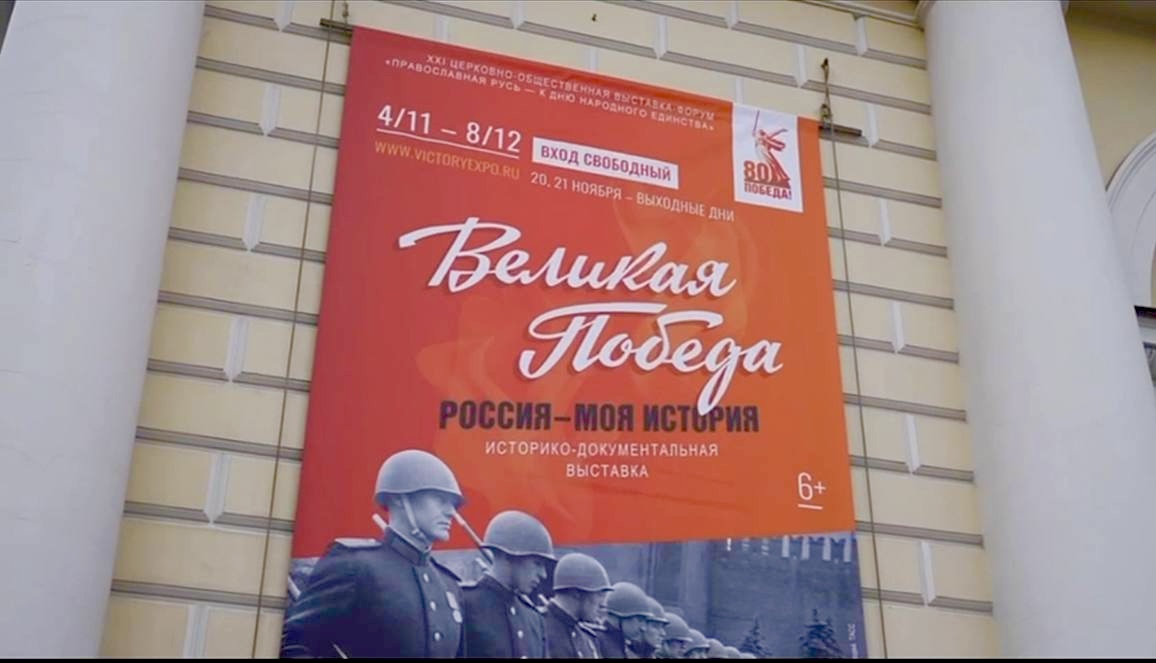 XXI ЦЕРКОВНО-ОБЩЕСТВЕННАЯ ВЫСТАВКА-ФОРУМ
«ПРАВОСЛАВНАЯ РУСЬ — К ДНЮ НАРОДНОГО ЕДИНСТВА»
4/11 – 8/12
ВХОД СВОБОДНЫЙ
WWW.VICTORYEXPO.RU
20, 21 НОЯБРЯ – ВЫХОДНЫЕ ДНИ
80
ПОБЕДА!
Великая
Победа
РОССИЯ – МОЯ ИСТОРИЯ
ИСТОРИКО-ДОКУМЕНТАЛЬНАЯ
ВЫСТАВКА
6+